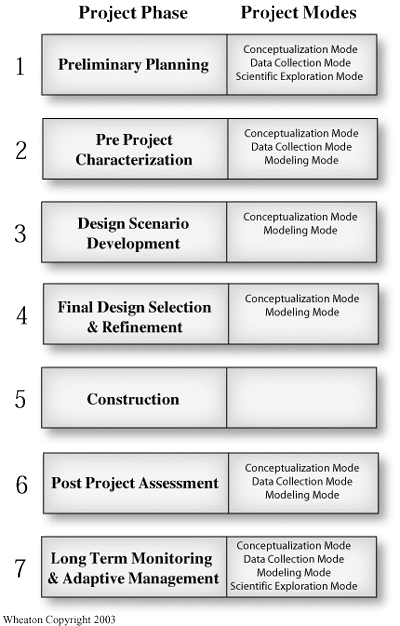 Project Phase Project Modes
1
Preliminary Planning
Conceptualization Mode
Data Collection Mode
Scientific Exploration Mode
2
Pre Project
Characterization
Conceptualization Mode
Data Collection Mode
Modeling Mode
3
Design Scenario
Development
Conceptualization Mode
Modeling Mode
4
Final Design Selection
& Refinement
Conceptualization Mode
Modeling Mode
5
Construction
6
Post Project Assessment
Conceptualization Mode
Data Collection Mode
Modeling Mode
7
Long Term Monitoring
& Adaptive Management
Conceptualization Mode
Data Collection Mode
Modeling Mode
Scientific Exploration Mode
Wheaton Copyright 2003